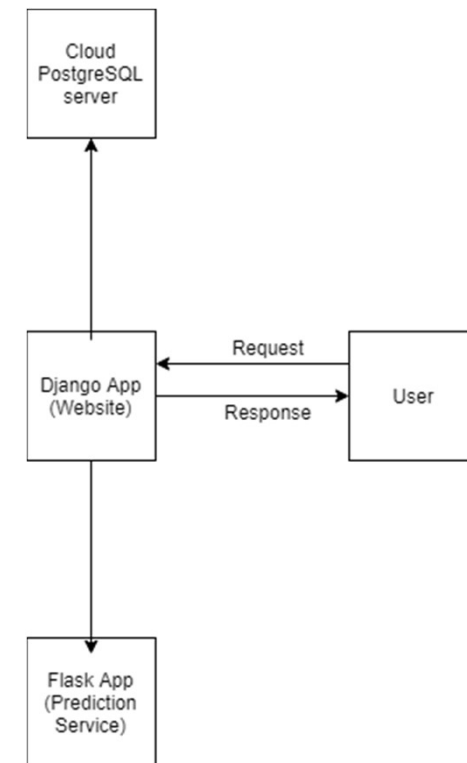 Cloud
PostgreSQL
server
Request
Django App
(Website)
User
Response
Flask App
(Prediction
Service)